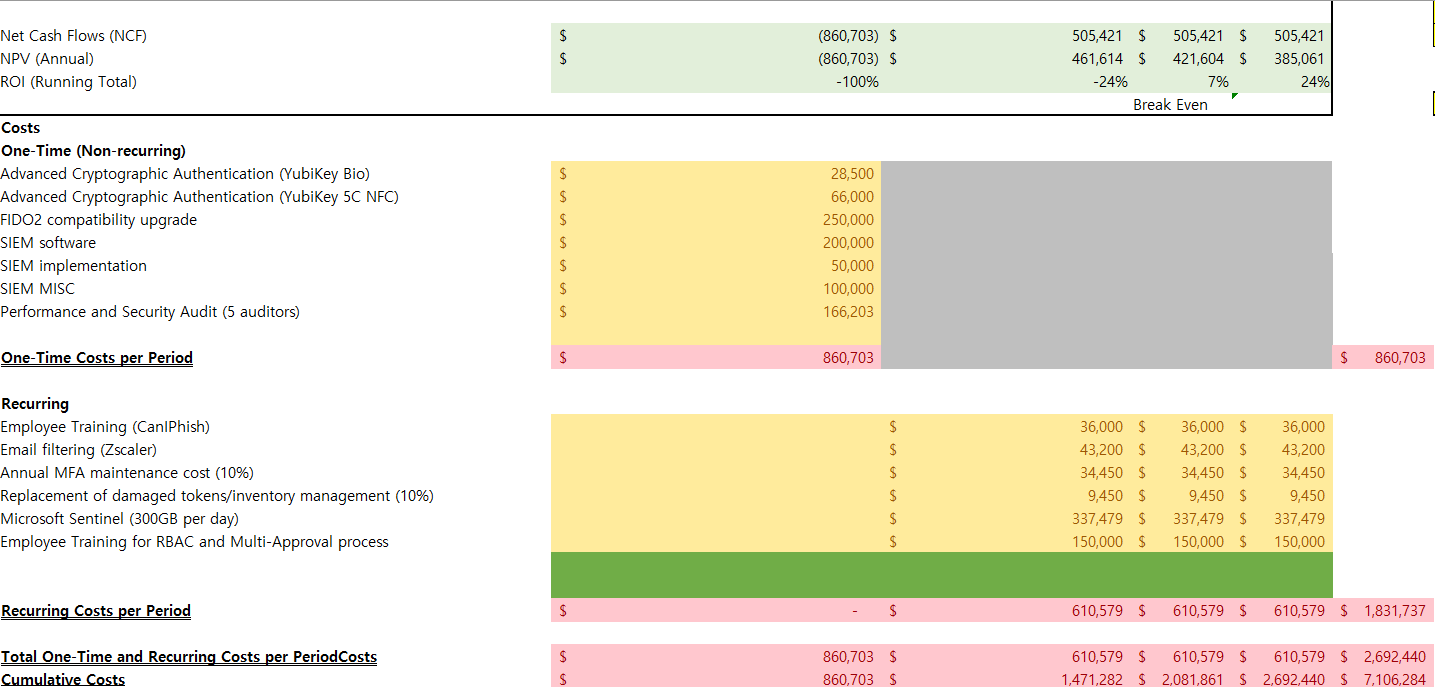 Net Cash Flows (NCF) $ (860,703) $ 505,421 $ 505,421 $ 505,421
NPV (Annual) $ (860,703) $ 461,614 $ 421,604 $ 385,061
ROI (Running Total) -100% -24% 7% 24%
Break Even
Costs
One-Time (Non-recurring)
Advanced Cryptographic Authentication (YubiKey Bio) $ 28,500
Advanced Cryptographic Authentication (YubiKey 5C NFC) $ 66,000
FIDO2 compatibility upgrade $ 250,000
SIEM software $ 200,000
SIEM implementation $ 50,000
SIEM MISC $ 100,000
Performance and Security Audit (5 auditors) $ 166,203
One-Time Costs per Period $ 860,703 $ 860,703
Recurring
Employee Training (CanIPhish) $ 36,000 $ 36,000 $ 36,000
Email filtering (Zscaler) $ 43,200 $ 43,200 $ 43,200
Annual MFA maintenance cost (10%) $ 34,450 $ 34,450 $ 34,450
Replacement of damaged tokens/inventory management (10%) $ 9,450 $ 9,450 $ 9,450
Microsoft Sentinel (300GB per day) $ 337,479 $ 337,479 $ 337,479
Employee Training for RBAC and Multi-Approval process $ 150,000 $ 150,000 $ 150,000
Recurring Costs per Period $ - $ 610,579 $ 610,579 $ 610,579 $ 1,831,737
Total One-Time and Recurring Costs per PeriodCosts $ 860,703 $ 610,579 $ 610,579 $ 610,579 $ 2,692,440
Cumulative Costs $ 860,703 $ 1,471,282 $ 2,081,861 $ 2,692,440 $ 7,106,284